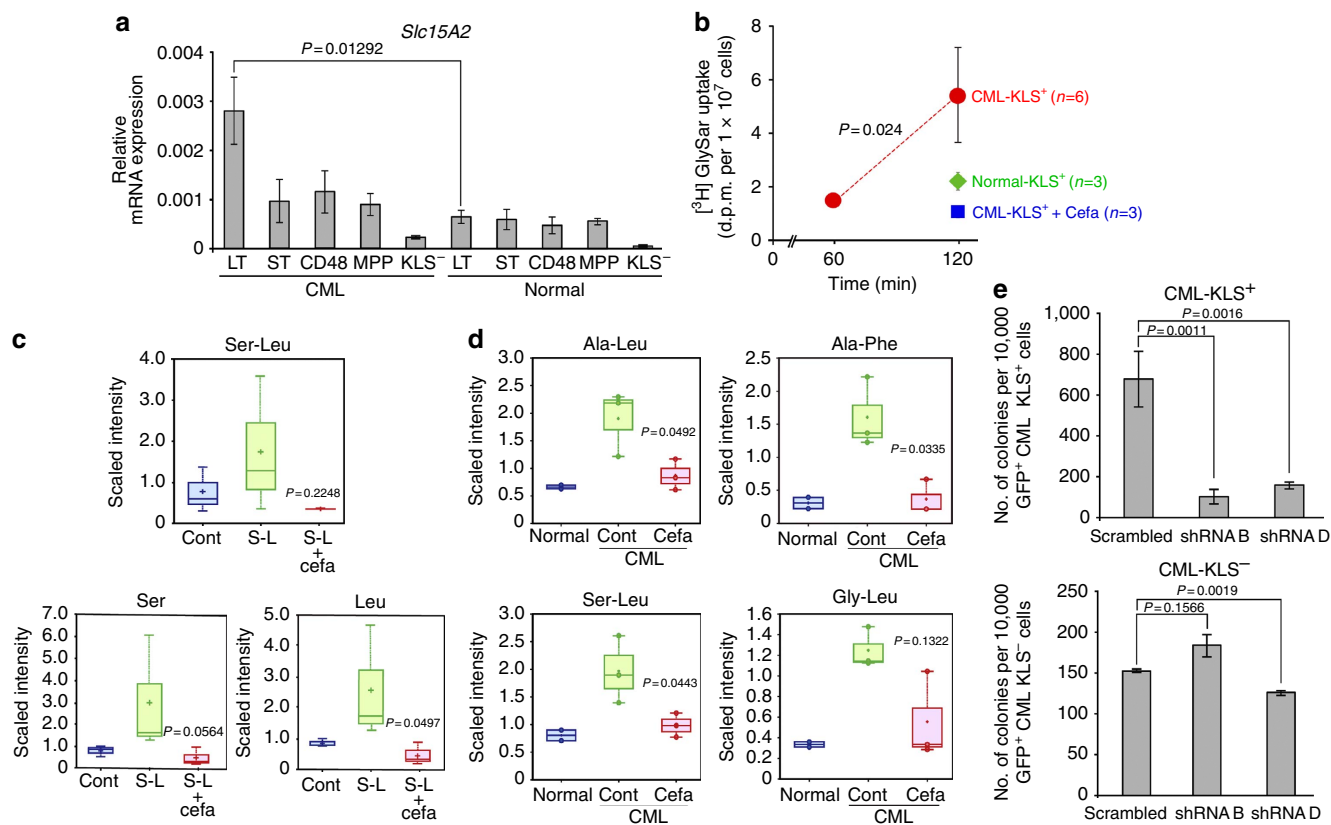 a
Slc15A2
P=0.01292
Relative
mRNA expression
0.004
0.003
0.002
0.001
0
LT ST CD48 MPP KLS⁻ LT ST CD48 MPP KLS⁻
CML Normal
b
[³H] GlySar uptake
(d.p.m. per 1 × 10⁷ cells)
8
6
4
2
0
P=0.024
CML-KLS⁺ (n=6)
Normal-KLS⁺ (n=3)
CML-KLS⁺ + Cefa (n=3)
0 60 120
Time (min)
c
Ser-Leu
Scaled intensity
4.0
3.0
2.0
1.0
0
P=0.2248
Cont S-L S-L
+
cefa
Ser
Scaled intensity
7.0
6.0
5.0
4.0
3.0
2.0
1.0
0
P=0.0564
Cont S-L S-L
+
cefa
Leu
Scaled intensity
5.0
4.0
3.0
2.0
1.0
0
P=0.0497
Cont S-L S-L
+
cefa
d
Ala-Leu
Scaled intensity
3.0
2.5
2.0
1.5
1.0
0.5
0
P=0.0492
Normal Cont Cefa
CML
Ala-Phe
Scaled intensity
2.5
2.0
1.5
1.0
0.5
0
P=0.0335
Normal Cont Cefa
CML
Ser-Leu
Scaled intensity
3.0
2.5
2.0
1.5
1.0
0.5
0
P=0.0443
Normal Cont Cefa
CML
Gly-Leu
Scaled intensity
1.6
1.4
1.2
1.0
0.8
0.6
0.4
0.2
0
P=0.1322
Normal Cont Cefa
CML
e
CML-KLS⁺
No. of colonies per 10,000
GFP⁺ CML KLS⁺ cells
1,000
800
600
400
200
0
P=0.0016
P=0.0011
Scrambled shRNA B shRNA D
CML-KLS⁻
No. of colonies per 10,000
GFP⁺ CML KLS⁻ cells
250
200
150
100
50
0
P=0.0019
P=0.1566
Scrambled shRNA B shRNA D